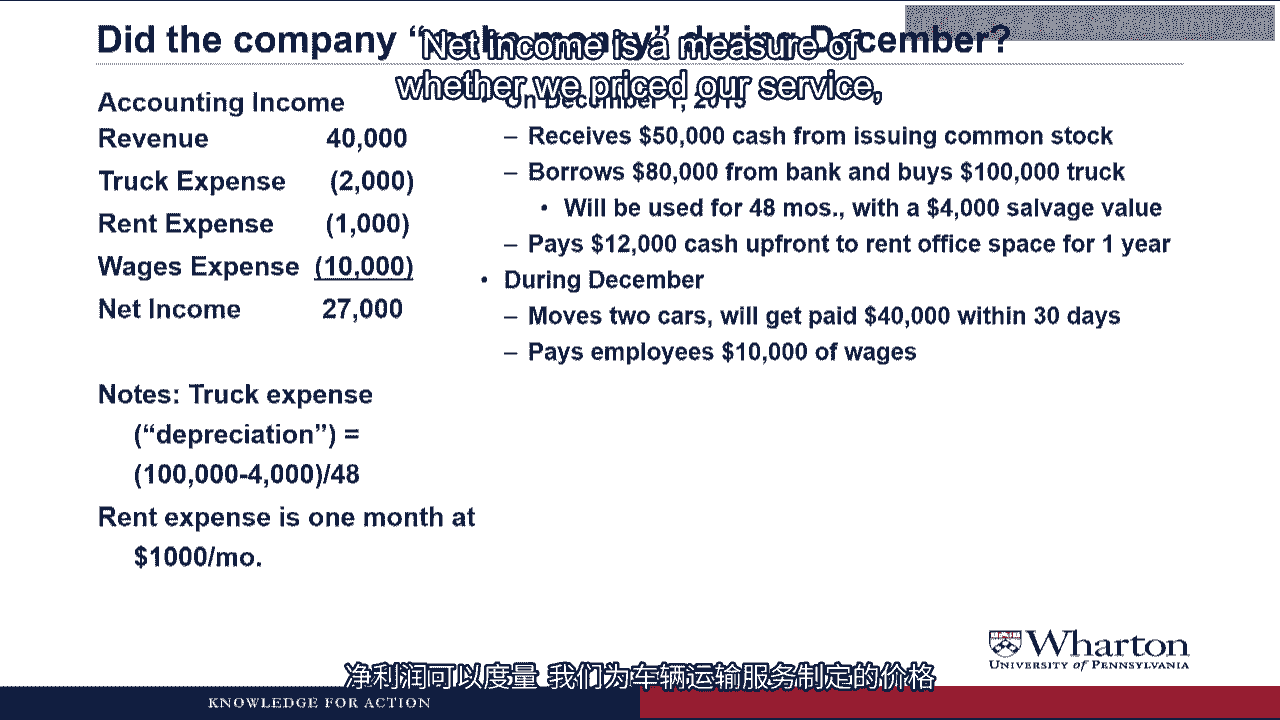 Did the company “make money” during December?
Net income is a measure of
whether we priced our service,
Accounting Income
Revenue 40,000
Truck Expense (2,000)
Rent Expense (1,000)
Wages Expense (10,000)
Net Income 27,000
Notes: Truck expense
(“depreciation”) =
(100,000-4,000)/48
Rent expense is one month at
$1000/mo.
• On December 1, 2013
– Receives $50,000 cash from issuing common stock
– Borrows $80,000 from bank and buys $100,000 truck
• Will be used for 48 mos., with a $4,000 salvage value
– Pays $12,000 cash upfront to rent office space for 1 year
• During December
– Moves two cars, will get paid $40,000 within 30 days
– Pays employees $10,000 of wages
Wharton
UNIVERSITY of PENNSYLVANIA
净利润可以度量 我们为车辆运输服务制定的价格
KNOWLEDGE FOR ACTION